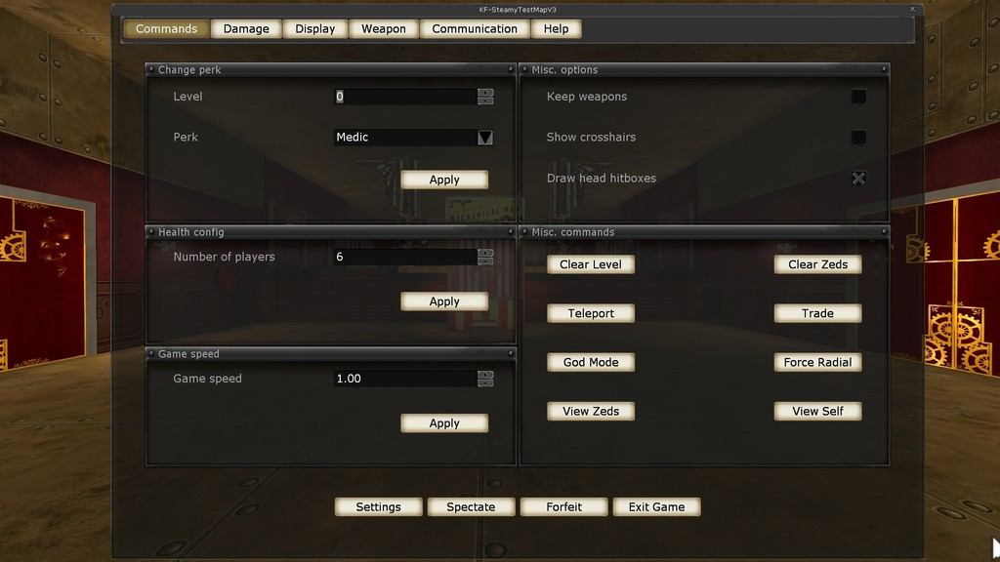 KF-SteamyTestMapV3
Commands Damage Display Weapon Communication Help
Change perk
Level 0
Perk Medic
Apply
Health config
Number of players 6
Apply
Game speed
Game speed 1.00
Apply
Misc. options
Keep weapons
Show crosshairs
Draw head hitboxes
Misc. commands
Clear Level Clear Zeds
Teleport Trade
God Mode Force Radial
View Zeds View Self
Settings Spectate Forfeit Exit Game